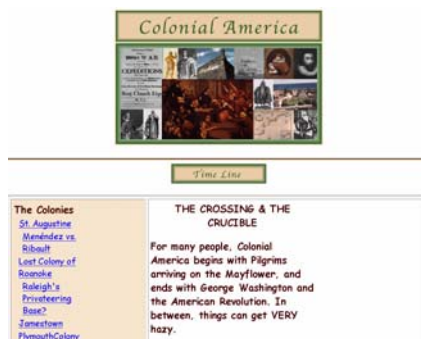 Colonial America
EXPEDITIONS
Time Line
The Colonies
St. Augustine
Menéndez vs.
Ribault
Lost Colony of
Roanoke
Raleigh's
Privateering
Base?
Jamestown
PlymouthColony
THE CROSSING & THE
CRUCIBLE
For many people, Colonial
America begins with Pilgrims
arriving on the Mayflower, and
ends with George Washington and
the American Revolution. In
between, things can get VERY
hazy.